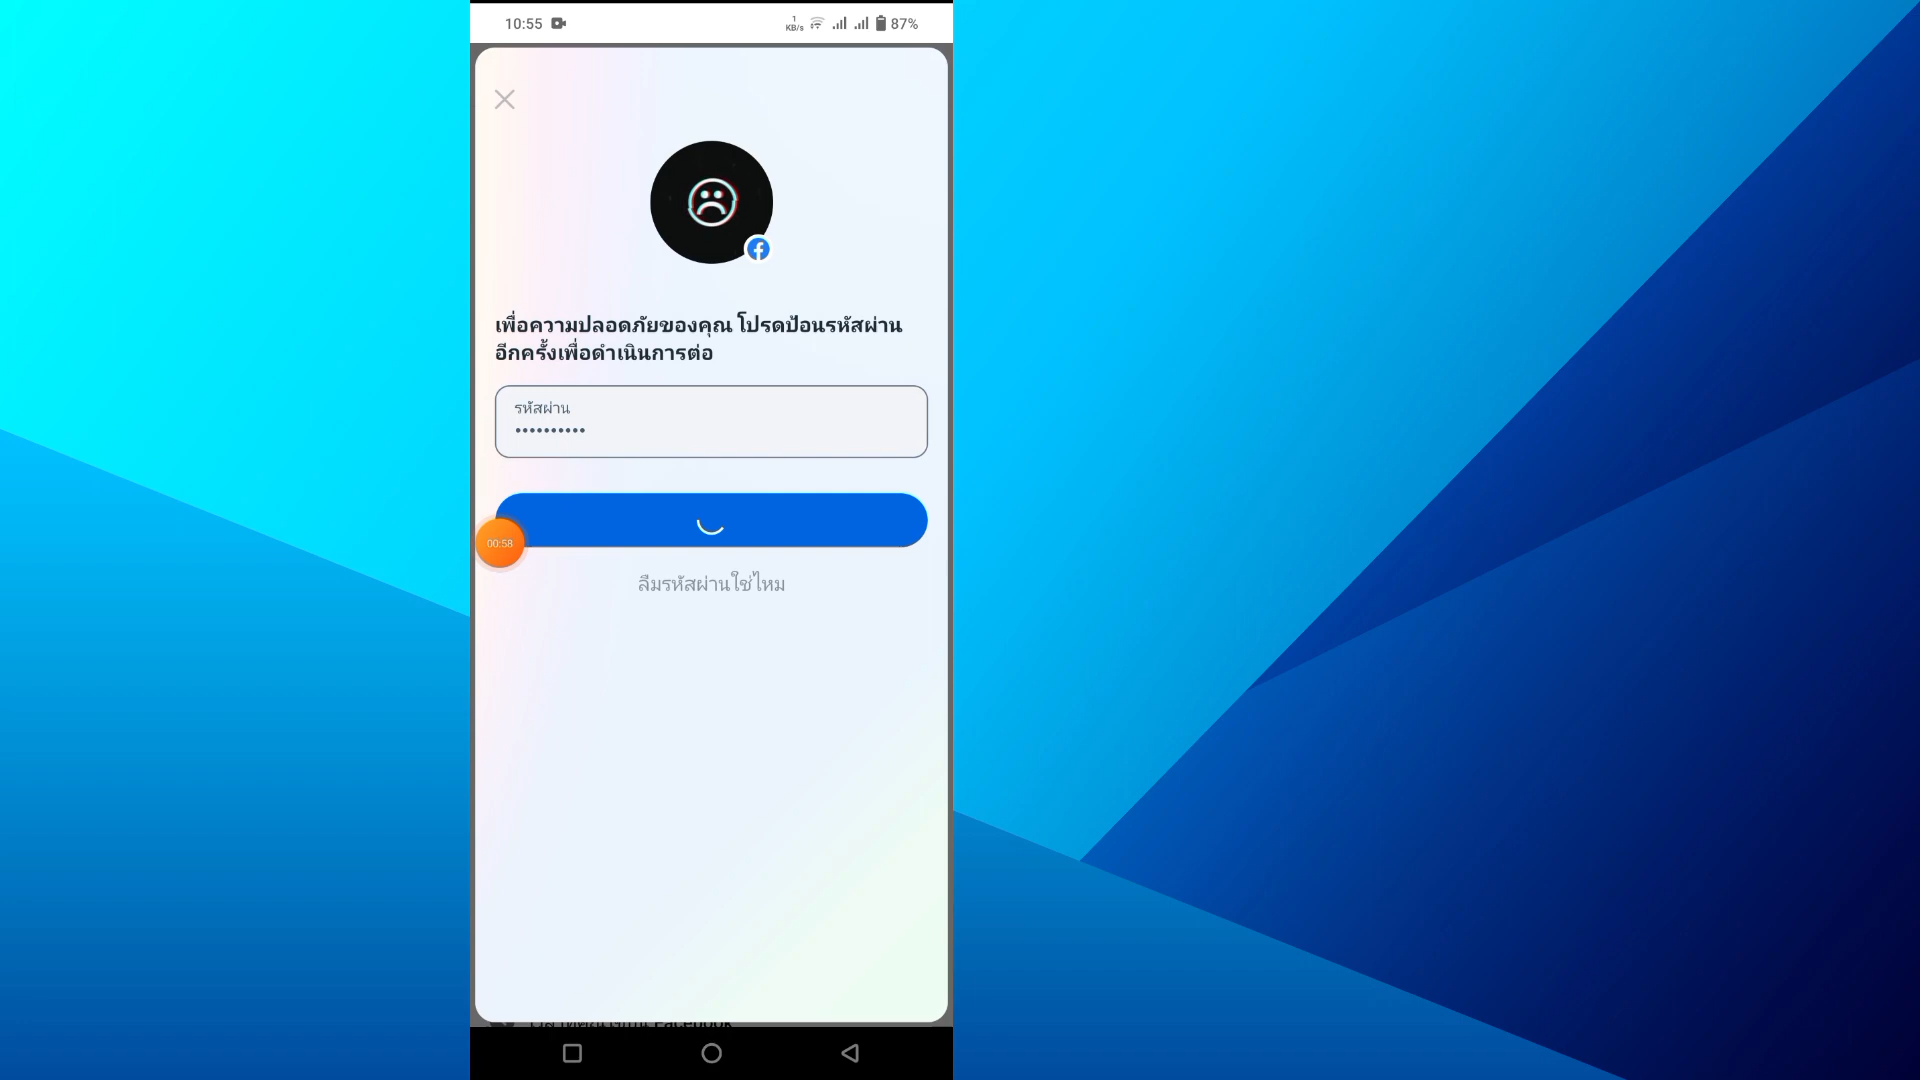 10:55
1
KB/s
87%
เพื่อความปลอดภัยของคุณ โปรดป้อนรหัสผ่าน
อีกครั้งเพื่อดำเนินการต่อ
รหัสผ่าน
••••••••••
00:58
ลืมรหัสผ่านใช่ไหม
Facebook